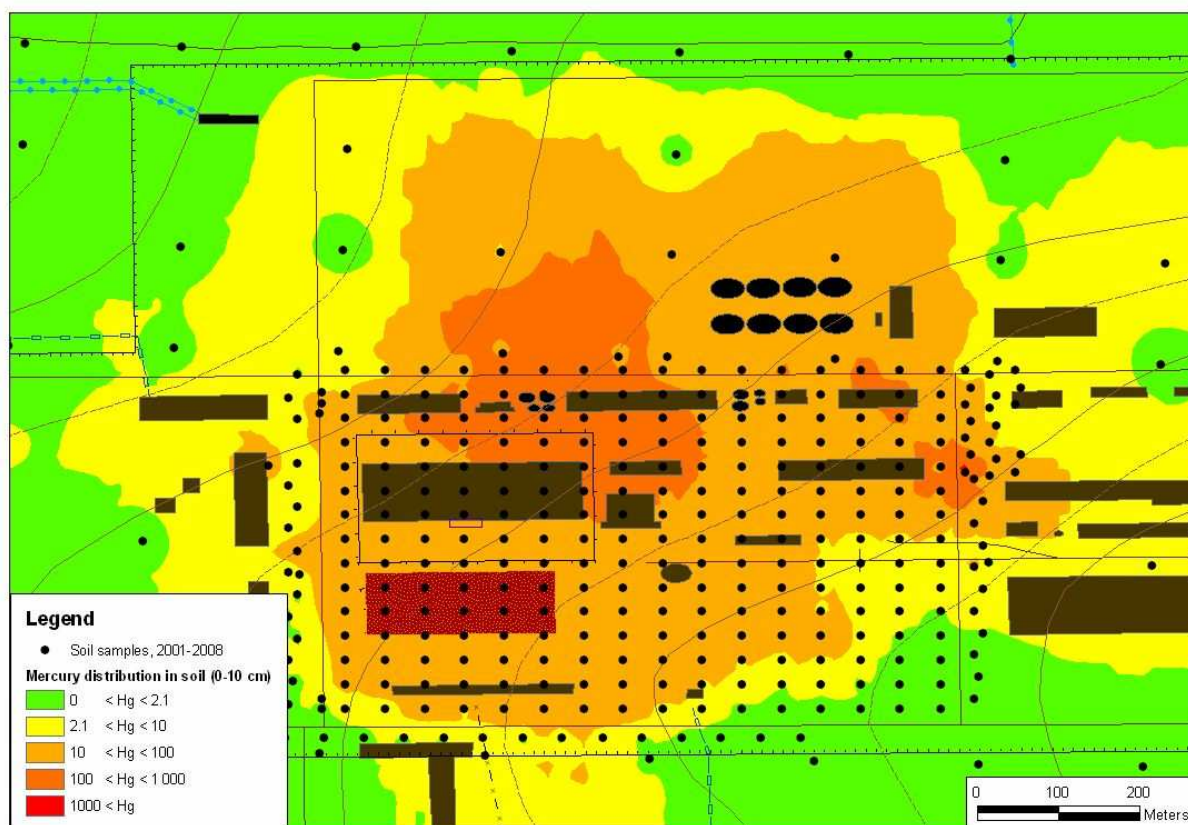 Legend
Soil samples, 2001-2008
Mercury distribution in soil (0-10 cm)
0 < Hg < 2.1
2.1 < Hg < 10
10 < Hg < 100
100 < Hg < 1 000
1000 < Hg
0 100 200
Meters